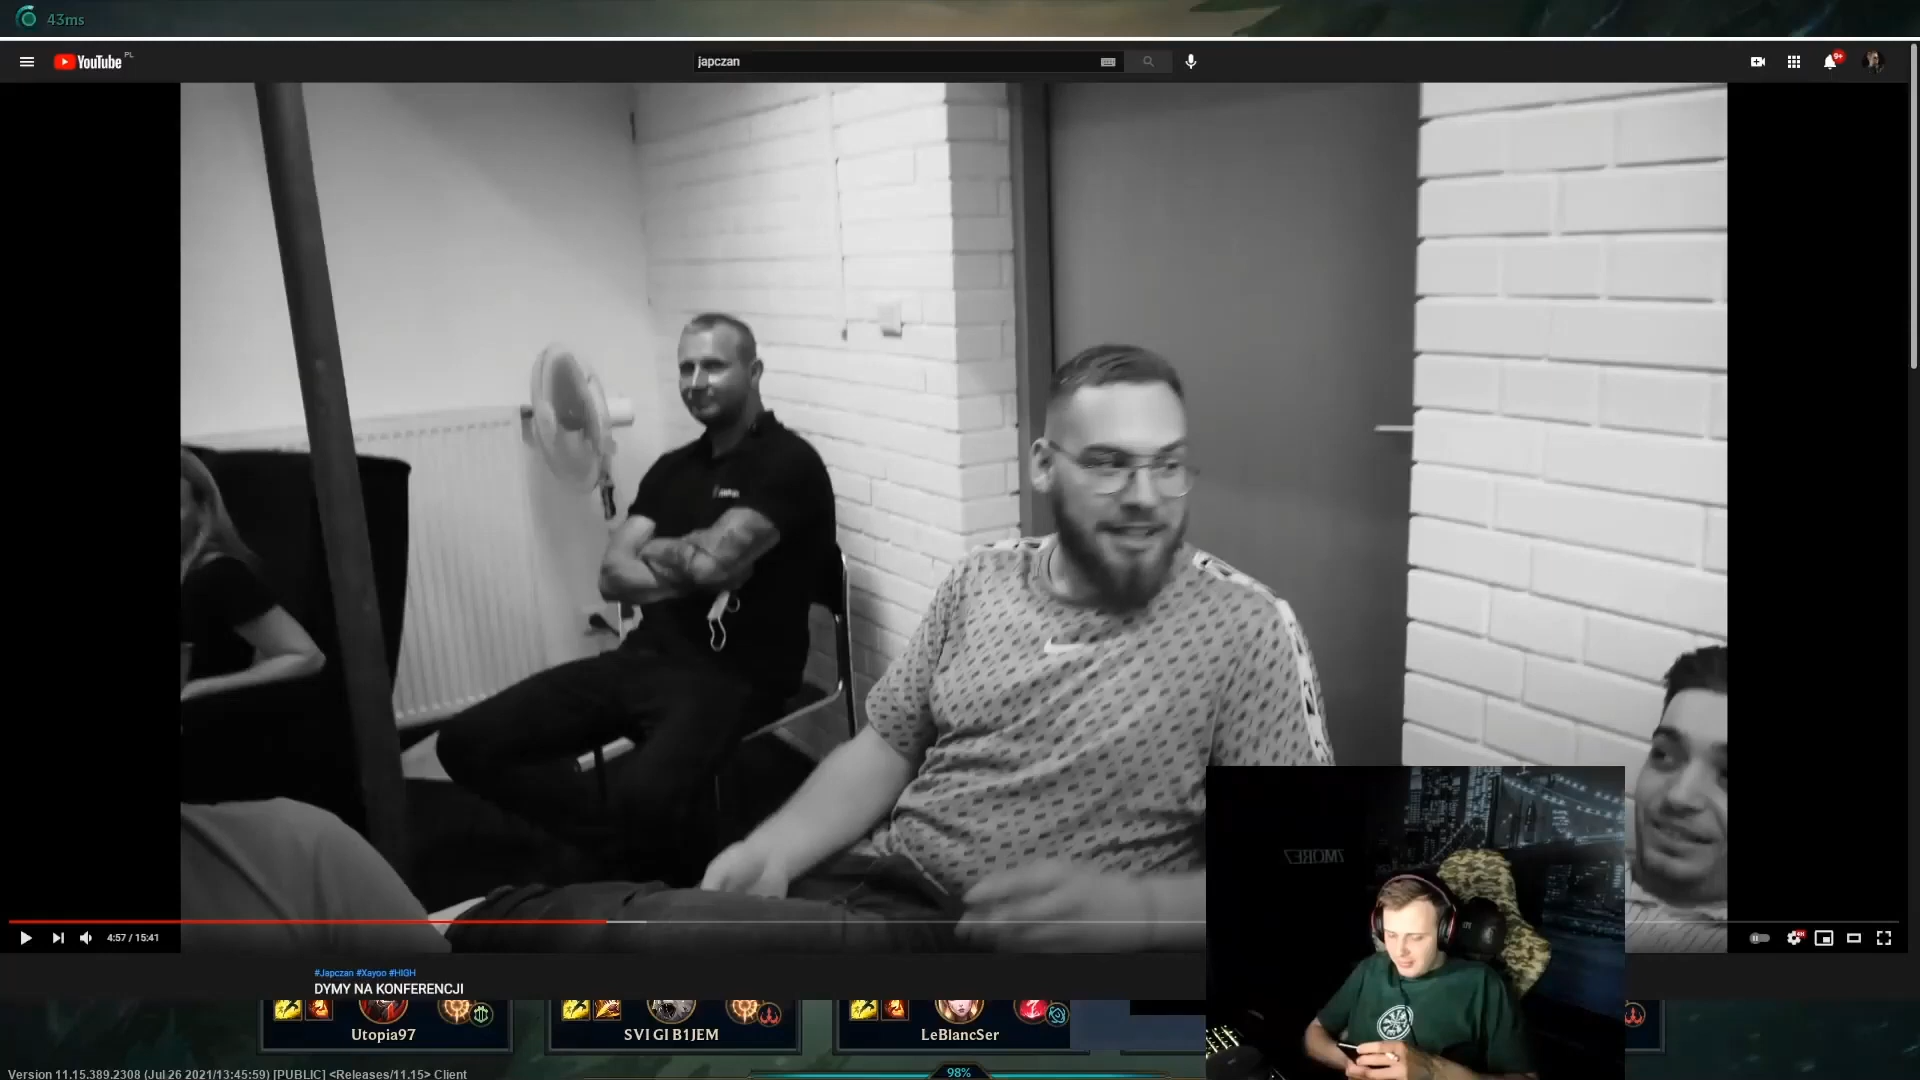 43ms
YouTube PL
japczan
9+
4:57 / 15:41
#Japczan #Xayoo #HIGH
DYMY NA KONFERENCJI
Utopia97
SVI GI B1JEM
LeBlancSer
98%
Version 11.15.389.2308 (Jul 26 2021/13:45:59) [PUBLIC] <Releases/11.15> Client